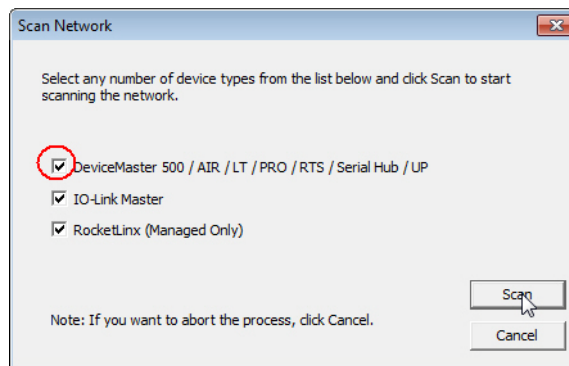 Scan Network
Select any number of device types from the list below and click Scan to start
scanning the network.
DeviceMaster 500 / AIR / LT / PRO / RTS / Serial Hub / UP
IO-Link Master
RocketLinx (Managed Only)
Scan
Note: If you want to abort the process, click Cancel.
Cancel